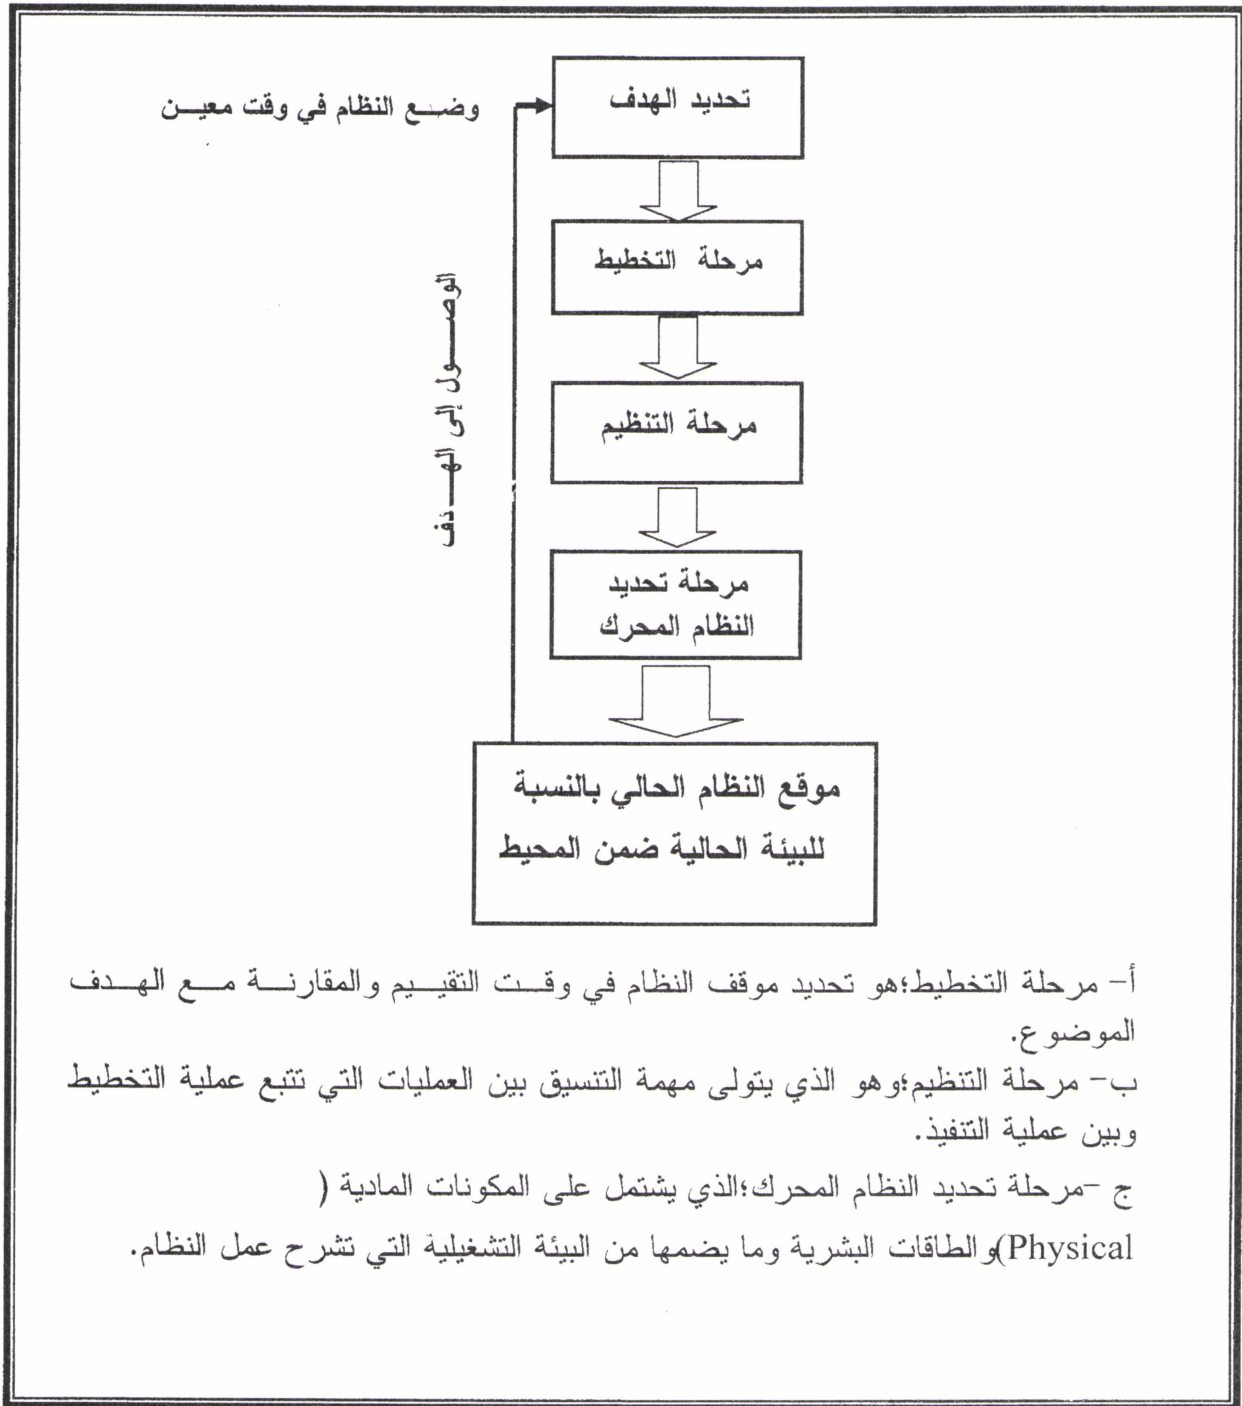 تحديد الهدف
وضع النظام في وقت معين
مرحلة التخطيط
الوصول إلى الهدف
مرحلة التنظيم
مرحلة تحديد
النظام المحرك
موقع النظام الحالي بالنسبة
للبيئة الحالية ضمن المحيط
أ- مرحلة التخطيط؛هو تحديد موقف النظام في وقت التقييم والمقارنة مع الهدف
الموضوع.
ب- مرحلة التنظيم؛وهو الذي يتولى مهمة التنسيق بين العمليات التي تتبع عملية التخطيط
وبين عملية التنفيذ.
ج -مرحلة تحديد النظام المحرك؛الذي يشتمل على المكونات المادية (
Physical)والطاقات البشرية وما يضمها من البيئة التشغيلية التي تشرح عمل النظام.